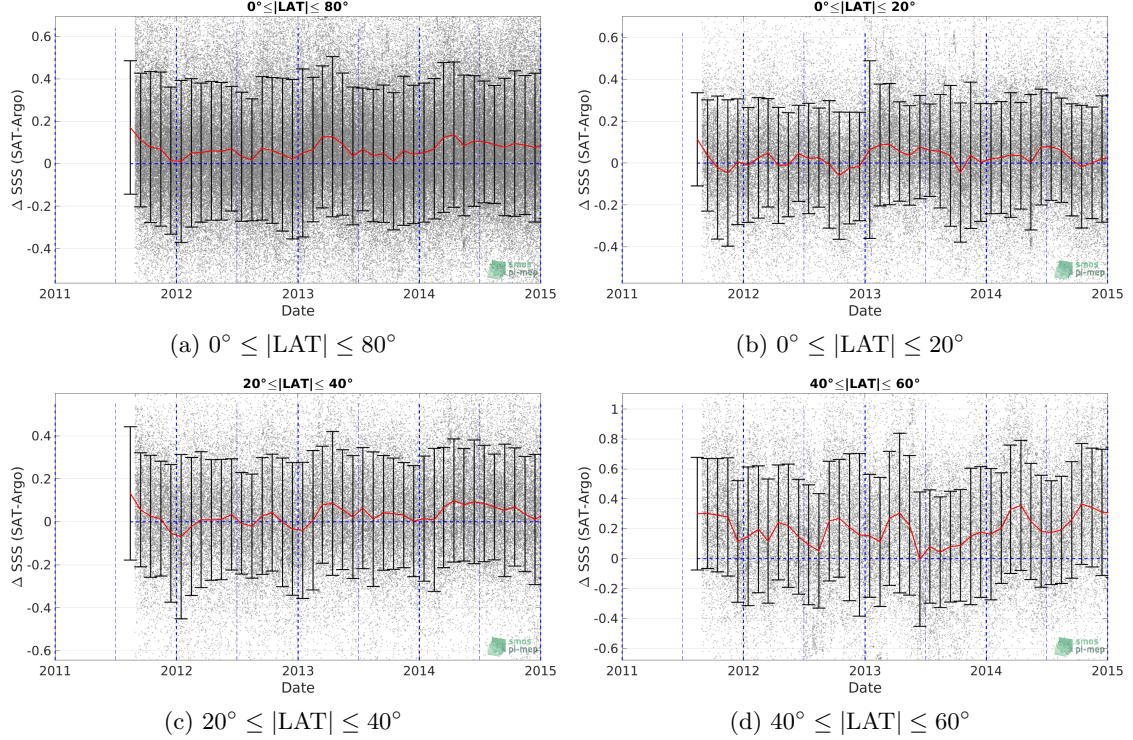 0°≤|LAT|≤ 80°
Δ SSS (SAT-Argo)
0.6
0.4
0.2
0
-0.2
-0.4
2011 2012 2013 2014 2015
Date
smos
pi-mep
(a) 0° ≤ |LAT| ≤ 80°
0°≤|LAT|≤ 20°
Δ SSS (SAT-Argo)
0.6
0.4
0.2
0
-0.2
-0.4
2011 2012 2013 2014 2015
Date
smos
pi-mep
(b) 0° ≤ |LAT| ≤ 20°
20°≤|LAT|≤ 40°
Δ SSS (SAT-Argo)
0.4
0.2
0
-0.2
-0.4
-0.6
2011 2012 2013 2014 2015
Date
smos
pi-mep
(c) 20° ≤ |LAT| ≤ 40°
40°≤|LAT|≤ 60°
Δ SSS (SAT-Argo)
1
0.8
0.6
0.4
0.2
0
-0.2
-0.4
-0.6
2011 2012 2013 2014 2015
Date
smos
pi-mep
(d) 40° ≤ |LAT| ≤ 60°